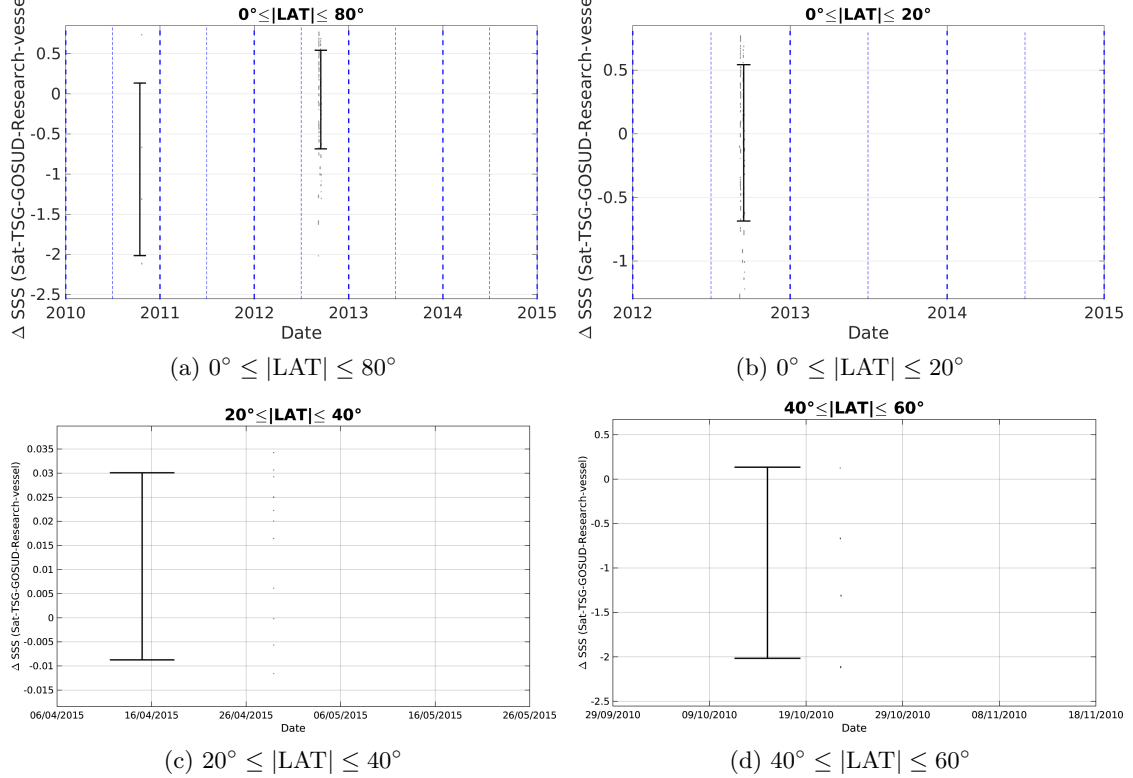 0°≤|LAT|≤ 80°
Δ SSS (Sat-TSG-GOSUD-Research-vessel)
0.5
0
-0.5
-1
-1.5
-2
-2.5
2010 2011 2012 2013 2014 2015
Date
(a) 0° ≤ |LAT| ≤ 80°
0°≤|LAT|≤ 20°
Δ SSS (Sat-TSG-GOSUD-Research-vesse
0.5
0
-0.5
-1
2012 2013 2014 2015
Date
(b) 0° ≤ |LAT| ≤ 20°
20°≤|LAT|≤ 40°
Δ SSS (Sat-TSG-GOSUD-Research-vessel)
0.035
0.03
0.025
0.02
0.015
0.01
0.005
0
-0.005
-0.01
-0.015
06/04/2015 16/04/2015 26/04/2015 06/05/2015 16/05/2015 26/05/2015
Date
(c) 20° ≤ |LAT| ≤ 40°
40°≤|LAT|≤ 60°
Δ SSS (Sat-TSG-GOSUD-Research-vessel)
0.5
0
-0.5
-1
-1.5
-2
-2.5
29/09/2010 09/10/2010 19/10/2010 29/10/2010 08/11/2010 18/11/2010
Date
(d) 40° ≤ |LAT| ≤ 60°